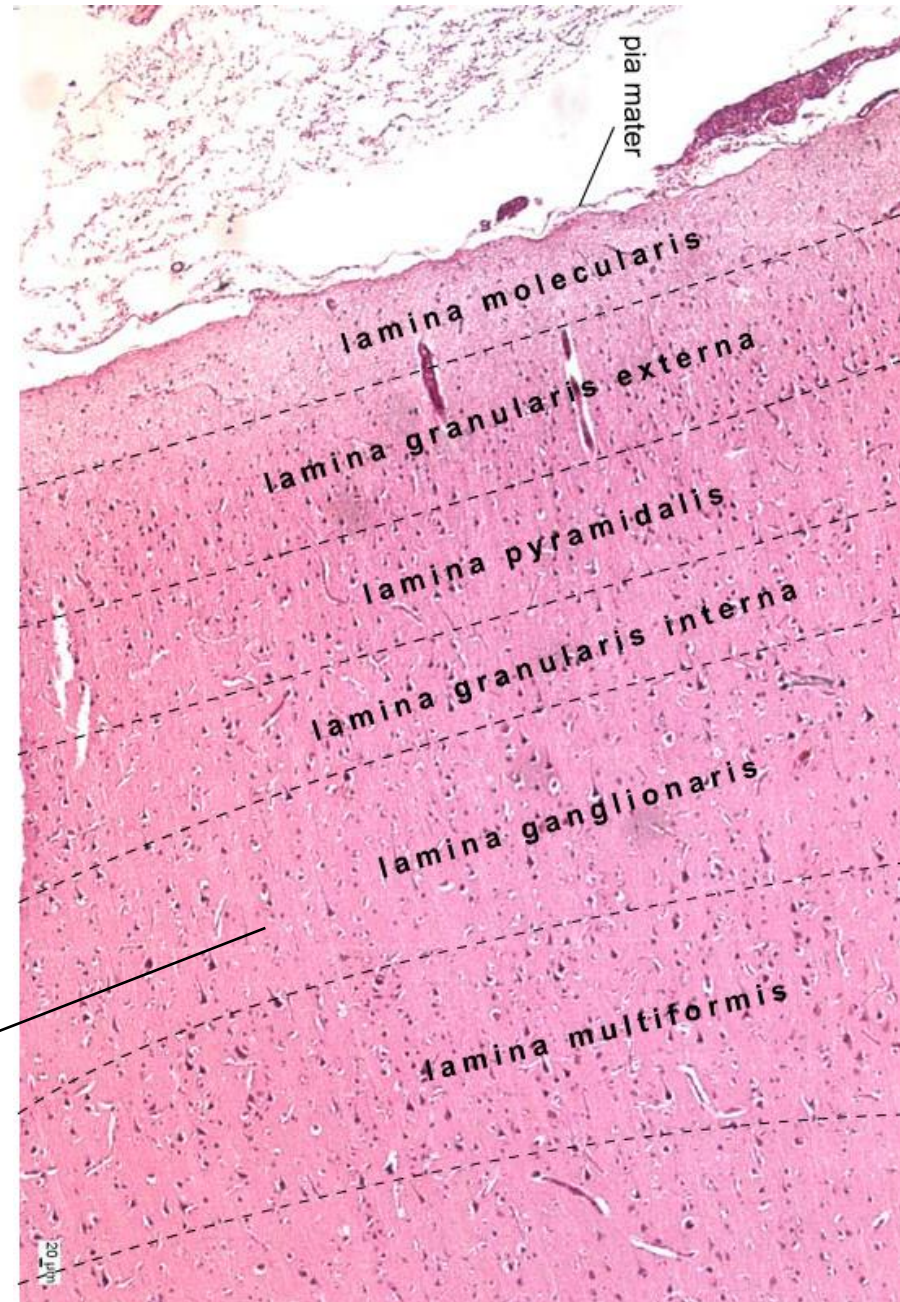 pia mater
lamina molecularis
lamina granularis externa
lamina pyramidalis
lamina granularis interna
lamina ganglionaris
lamina multiformis
20 µm